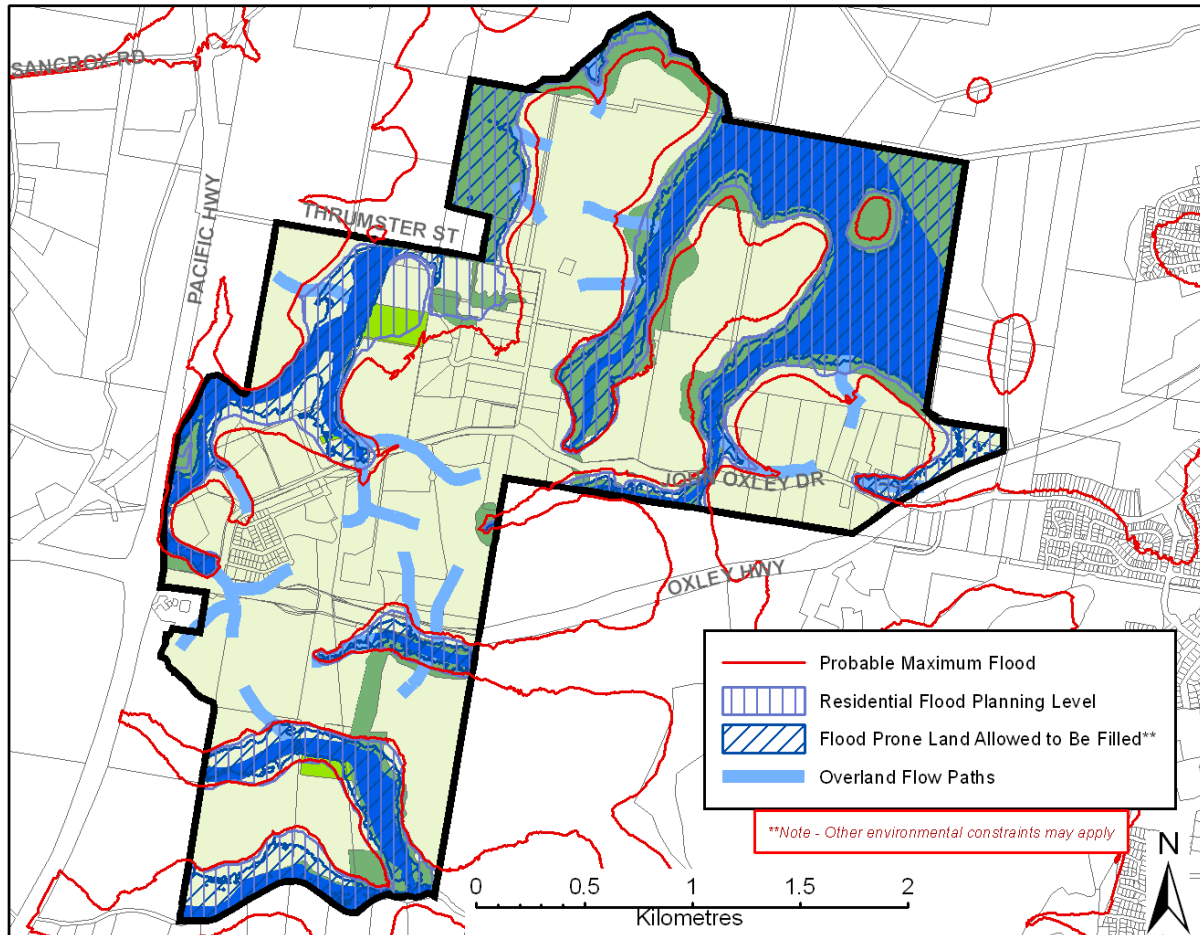 SANCROX RD
PACIFIC HWY
THRUMSTER ST
JOHN OXLEY DR
OXLEY HWY
Probable Maximum Flood
Residential Flood Planning Level
Flood Prone Land Allowed to Be Filled**
Overland Flow Paths
**Note - Other environmental constraints may apply
N
0 0.5 1 1.5 2
Kilometres